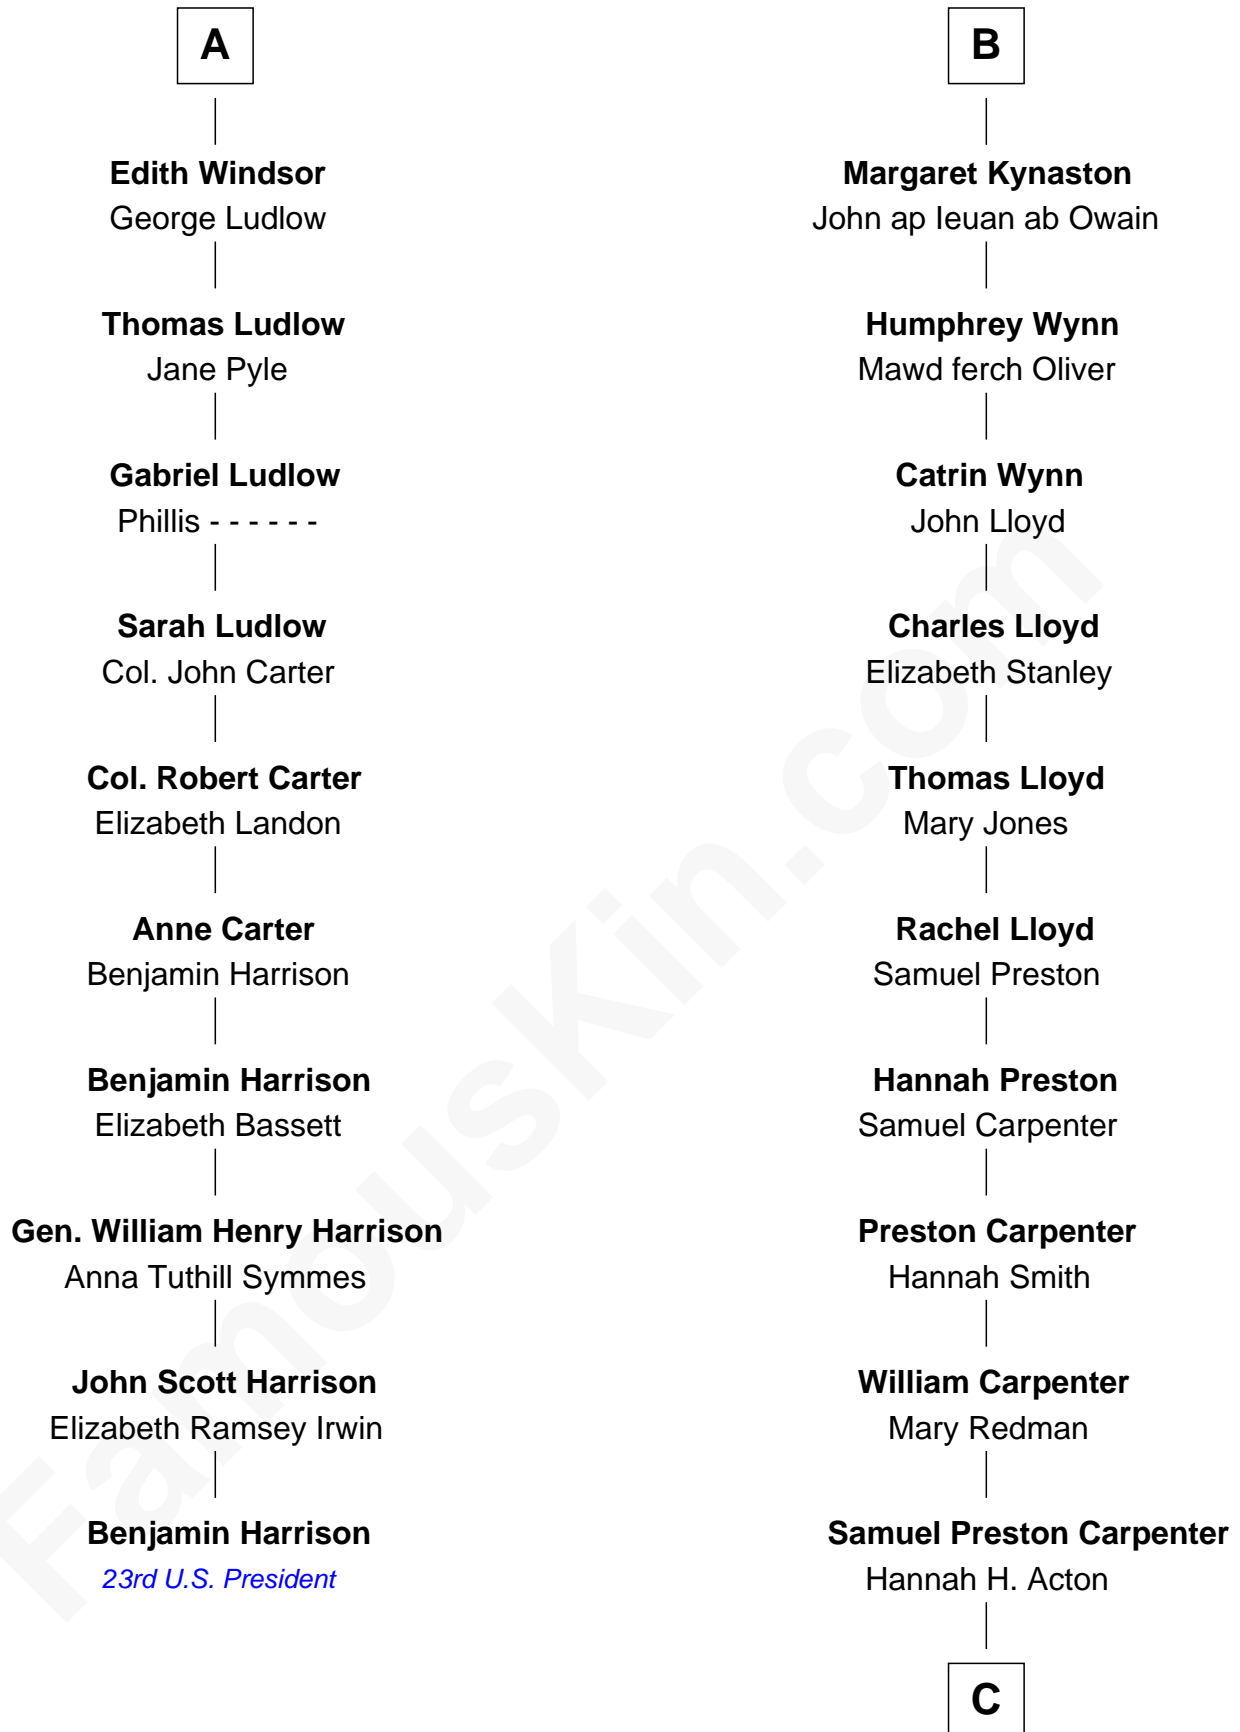 A
Edith Windsor
George Ludlow
Thomas Ludlow
Jane Pyle
Gabriel Ludlow
Phillis - - - - - -
Sarah Ludlow
Col. John Carter
Col. Robert Carter
Elizabeth Landon
Anne Carter
Benjamin Harrison
Benjamin Harrison
Elizabeth Bassett
Gen. William Henry Harrison
Anna Tuthill Symmes
John Scott Harrison
Elizabeth Ramsey Irwin
Benjamin Harrison
23rd U.S. President
B
Margaret Kynaston
John ap Ieuan ab Owain
Humphrey Wynn
Mawd ferch Oliver
Catrin Wynn
John Lloyd
Charles Lloyd
Elizabeth Stanley
Thomas Lloyd
Mary Jones
Rachel Lloyd
Samuel Preston
Hannah Preston
Samuel Carpenter
Preston Carpenter
Hannah Smith
William Carpenter
Mary Redman
Samuel Preston Carpenter
Hannah H. Acton
C
FamousKin.com